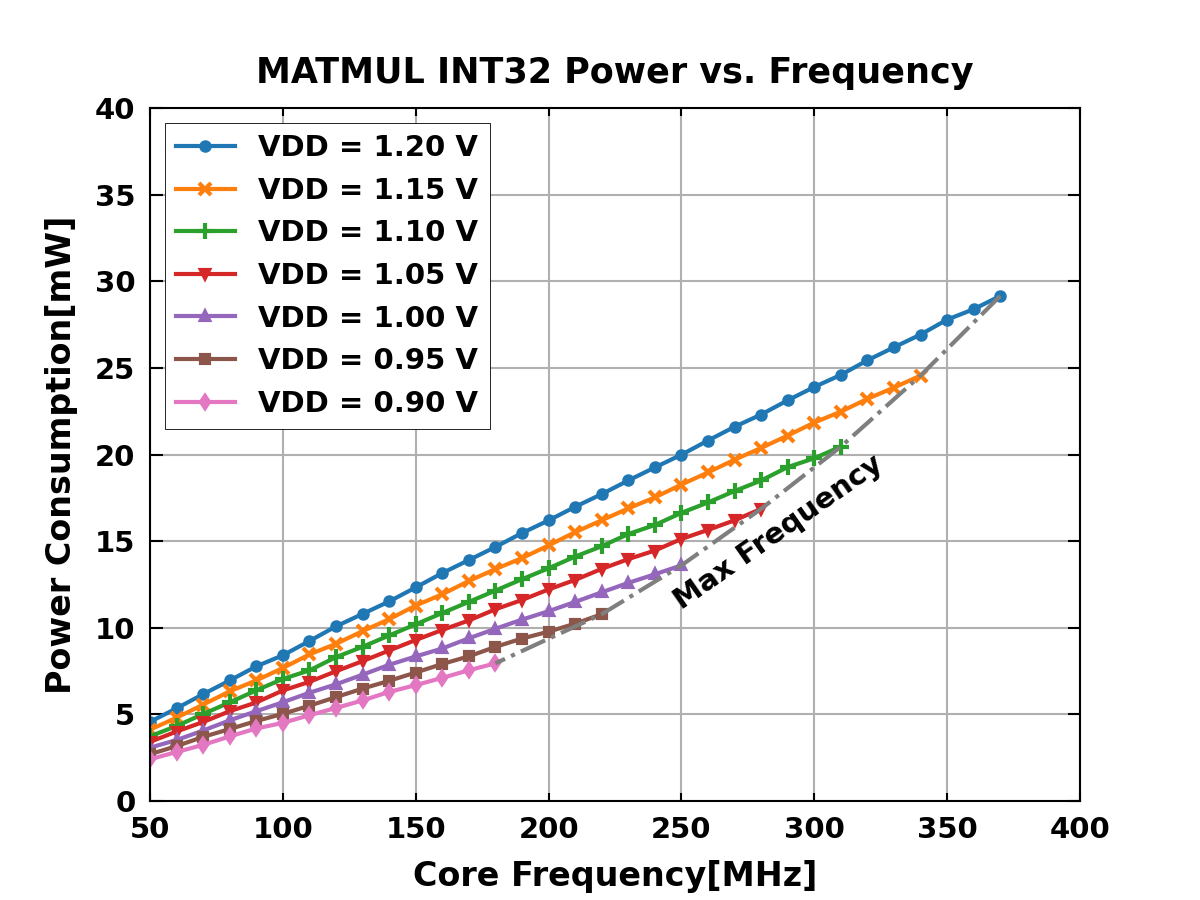 MATMUL INT32 Power vs. Frequency
40
35
30
25
20
15
10
5
0
Power Consumption[mW]
VDD = 1.20 V
VDD = 1.15 V
VDD = 1.10 V
VDD = 1.05 V
VDD = 1.00 V
VDD = 0.95 V
VDD = 0.90 V
Max Frequency
50 100 150 200 250 300 350 400
Core Frequency[MHz]